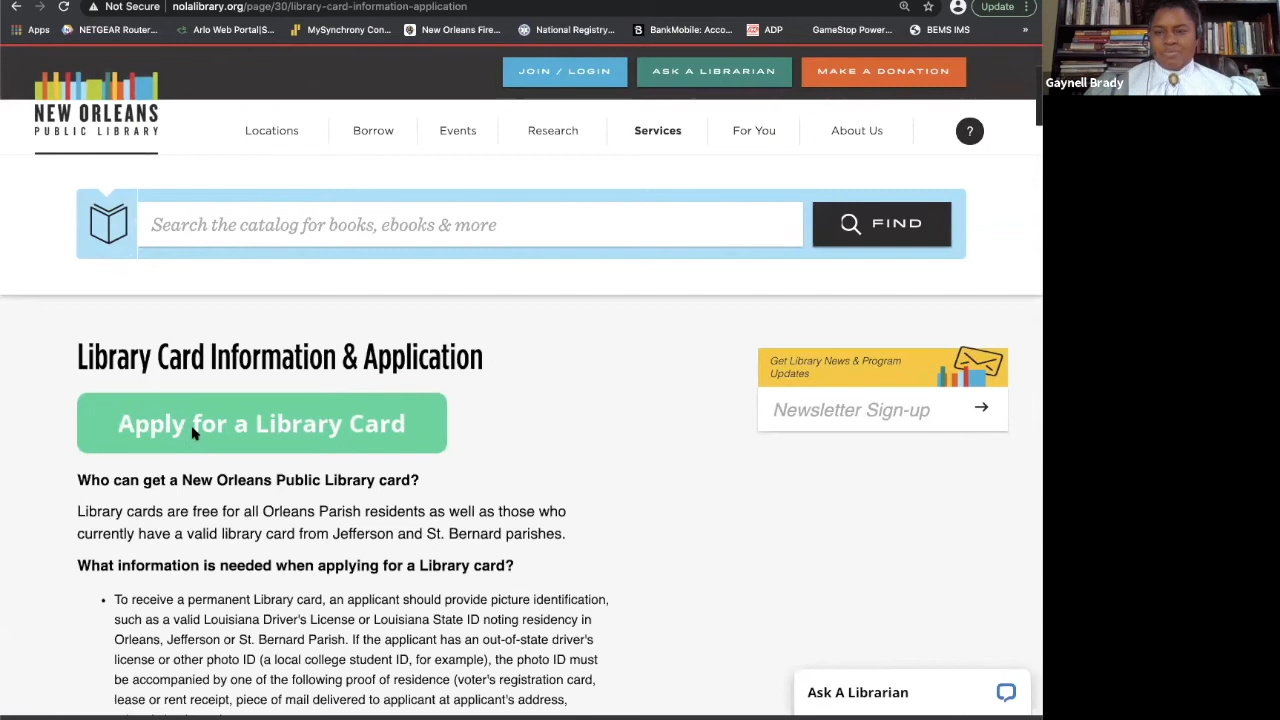 Not Secure nolalibrary.org/page/30/library-card-information-application Update
Apps NETGEAR Router... Arlo Web Portal|S... MySynchrony Con... New Orleans Fire... National Registry... BankMobile: Acco... ADP GameStop Power... BEMS IMS »
JOIN / LOGIN ASK A LIBRARIAN MAKE A DONATION
Gaynell Brady
NEW ORLEANS
PUBLIC LIBRARY
Locations Borrow Events Research Services For You About Us ?
Search the catalog for books, ebooks & more FIND
Library Card Information & Application
Get Library News & Program
Updates
Newsletter Sign-up
Apply for a Library Card
Who can get a New Orleans Public Library card?
Library cards are free for all Orleans Parish residents as well as those who
currently have a valid library card from Jefferson and St. Bernard parishes.
What information is needed when applying for a Library card?
• To receive a permanent Library card, an applicant should provide picture identification,
such as a valid Louisiana Driver's License or Louisiana State ID noting residency in
Orleans, Jefferson or St. Bernard Parish. If the applicant has an out-of-state driver's
license or other photo ID (a local college student ID, for example), the photo ID must
be accompanied by one of the following proof of residence (voter's registration card,
lease or rent receipt, piece of mail delivered to applicant at applicant's address,
Ask A Librarian